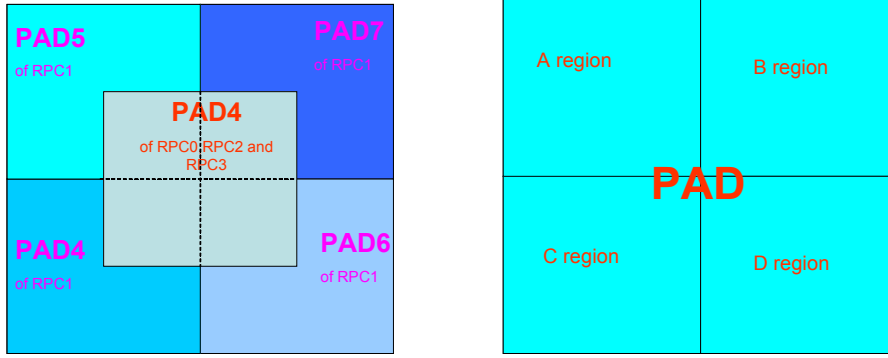 PAD5
of RPC1
PAD7
of RPC1
PAD4
of RPC0 RPC2 and
RPC3
PAD4
of RPC1
PAD6
of RPC1
A region
B region
PAD
C region
D region